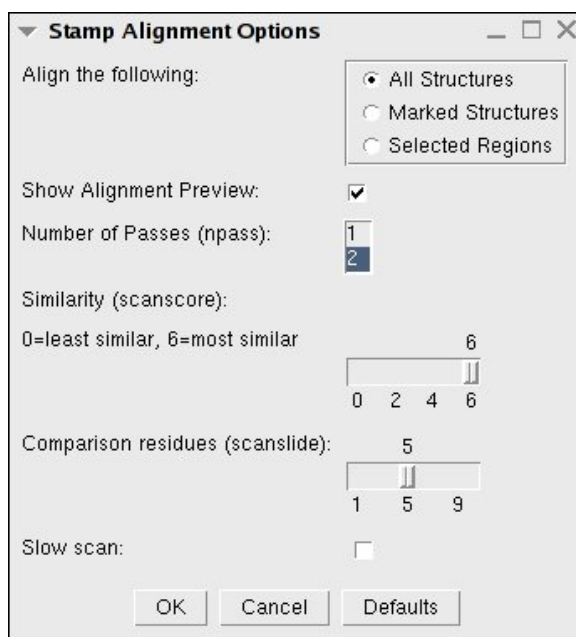 Stamp Alignment Options
Align the following:
All Structures
Marked Structures
Selected Regions
Show Alignment Preview:
Number of Passes (npass):
1
2
Similarity (scanscore):
0=least similar, 6=most similar
6
0 2 4 6
Comparison residues (scanslide):
5
1 5 9
Slow scan:
OK Cancel Defaults